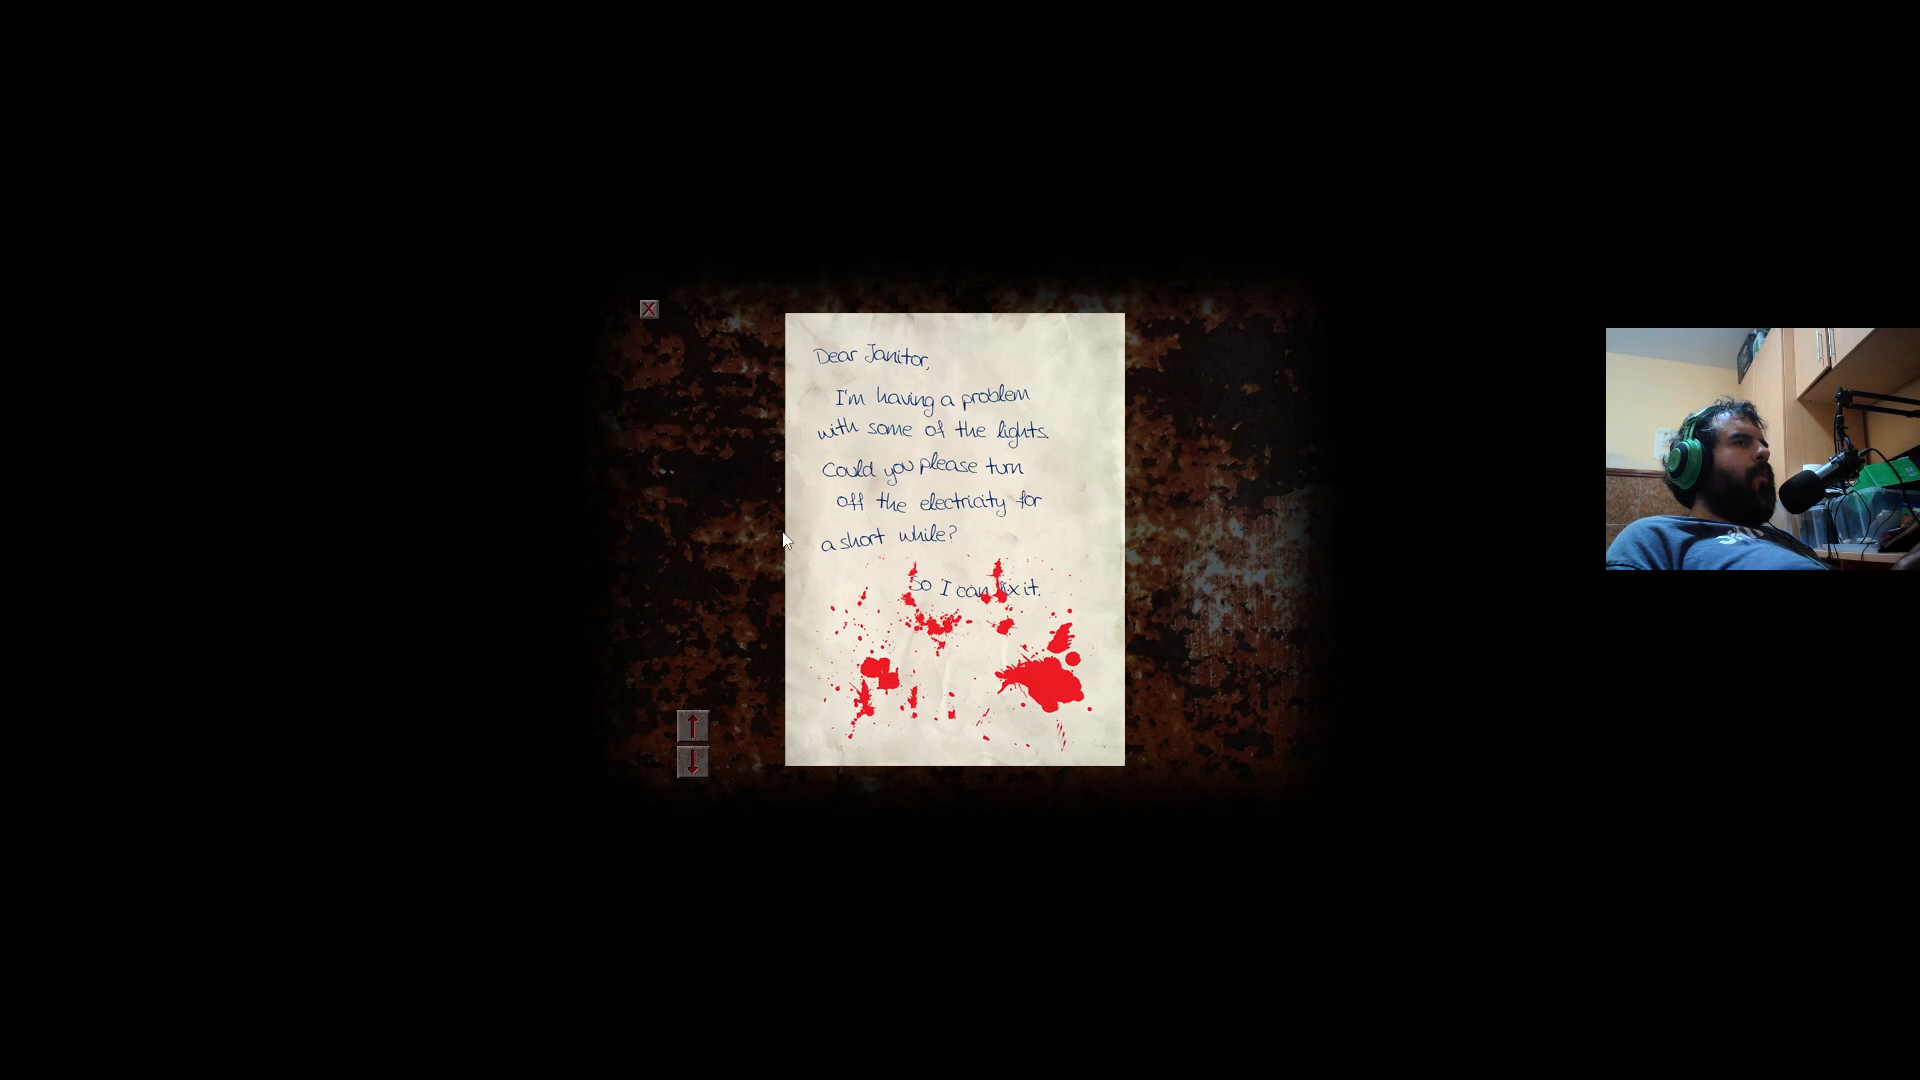 Dear Janitor,
I'm having a problem
with some of the lights.
Could you please turn
off the electricity for
a short while?
So I can fix it.